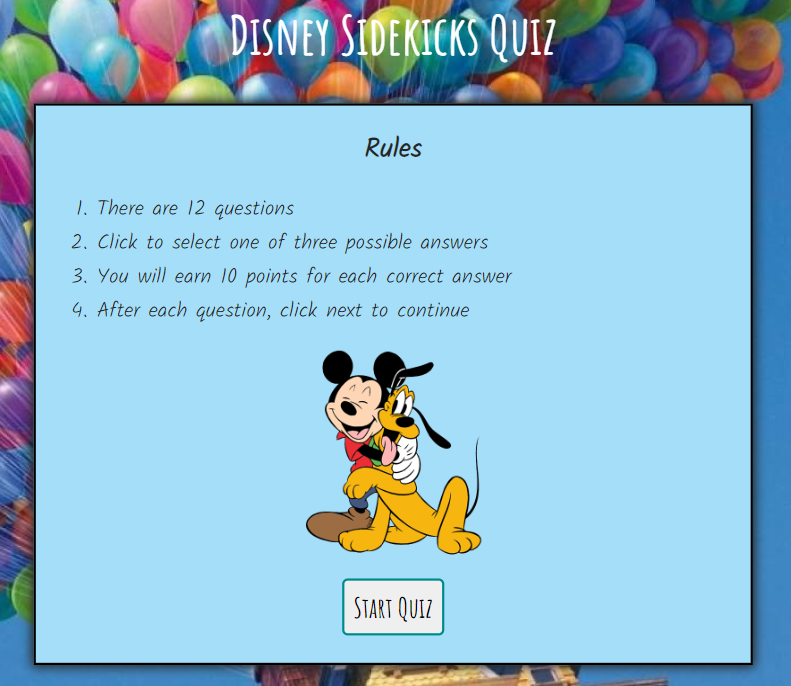 Disney Sidekicks Quiz
Rules
1. There are 12 questions
2. Click to select one of three possible answers
3. You will earn 10 points for each correct answer
4. After each question, click next to continue
Start Quiz